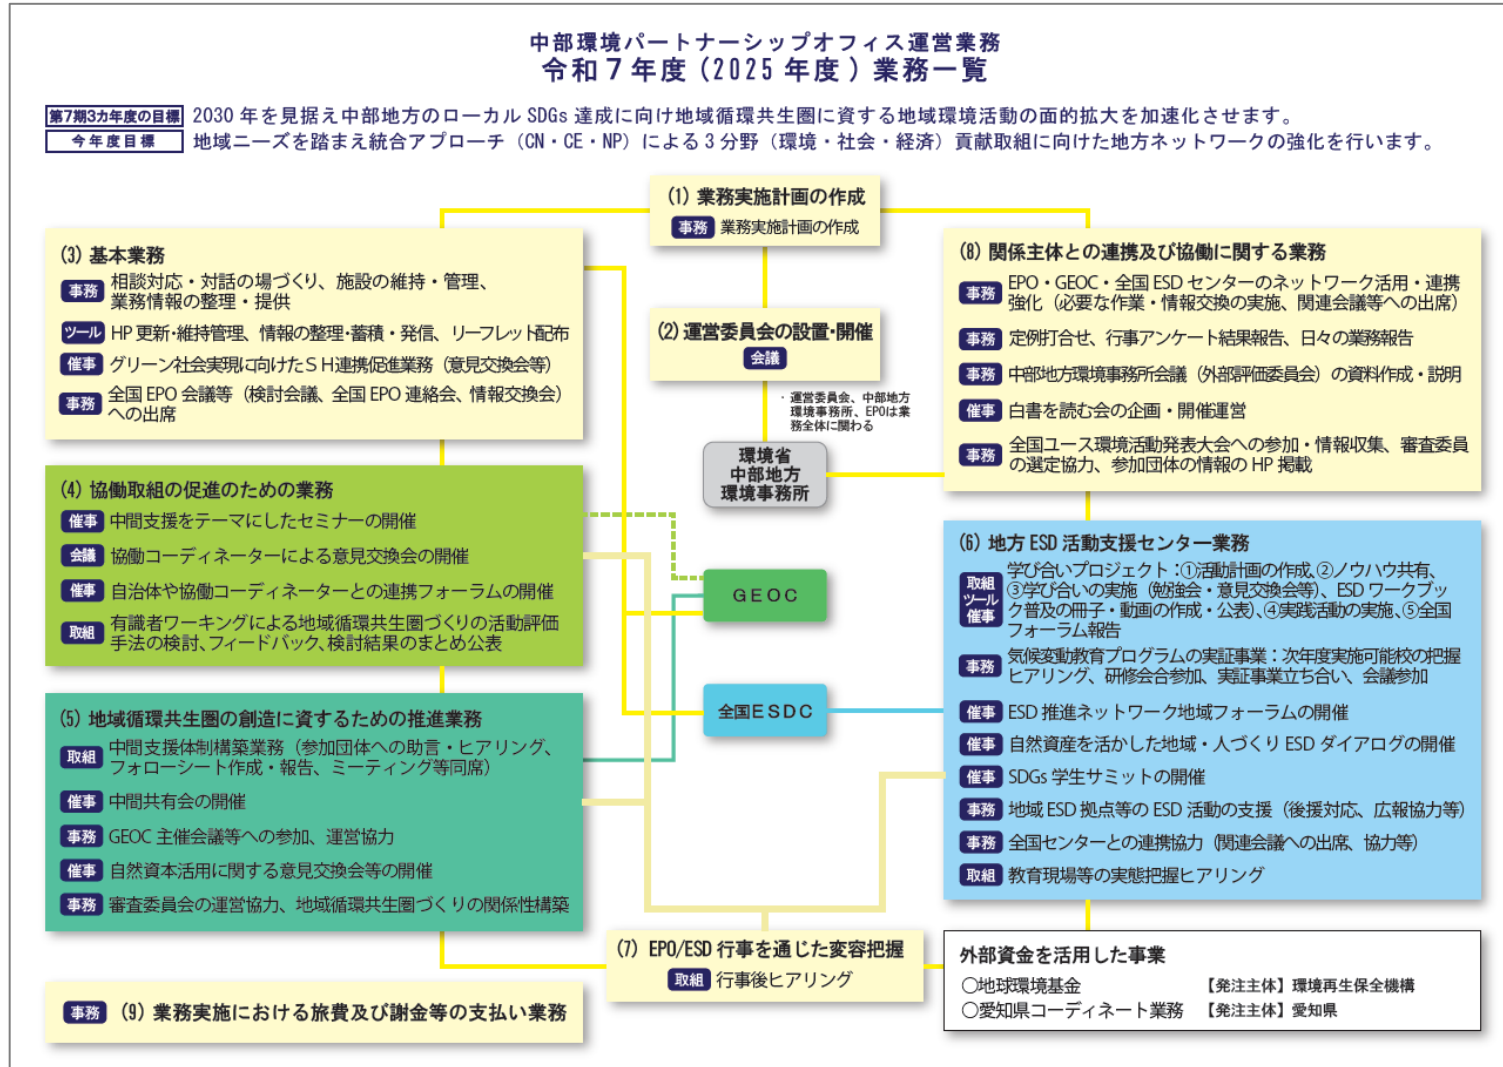 中部環境パートナーシップオフィス運営業務
令和７年度(2025年度)業務一覧
第7期3カ年度の目標 2030年を見据え中部地方のローカルSDGs達成に向け地域循環共生圏に資する地域環境活動の面的拡大を加速化させます。
今年度目標 地域ニーズを踏まえ統合アプローチ（CN・CE・NP）による3分野（環境・社会・経済）貢献取組に向けた地方ネットワークの強化を行います。
(1) 業務実施計画の作成
事務 業務実施計画の作成
(2) 運営委員会の設置・開催
会議
・運営委員会、中部地方
環境事務所、EPOは業
務全体に関わる
環境省
中部地方
環境事務所
GEOC
全国ESDC
(3) 基本業務
事務 相談対応・対話の場づくり、施設の維持・管理、
業務情報の整理・提供
ツール HP更新・維持管理、情報の整理・蓄積・発信、リーフレット配布
催事 グリーン社会実現に向けたＳＨ連携促進業務（意見交換会等）
事務 全国EPO会議等（検討会議、全国EPO連絡会、情報交換会）
への出席
(4) 協働取組の促進のための業務
催事 中間支援をテーマにしたセミナーの開催
会議 協働コーディネーターによる意見交換会の開催
催事 自治体や協働コーディネーターとの連携フォーラムの開催
取組 有識者ワーキングによる地域循環共生圏づくりの活動評価
手法の検討、フィードバック、検討結果のまとめ公表
(5) 地域循環共生圏の創造に資するための推進業務
取組 中間支援体制構築業務（参加団体への助言・ヒアリング、
フォローシート作成・報告、ミーティング等同席）
催事 中間共有会の開催
事務 GEOC主催会議等への参加、運営協力
催事 自然資本活用に関する意見交換会等の開催
事務 審査委員会の運営協力、地域循環共生圏づくりの関係性構築
(8) 関係主体との連携及び協働に関する業務
事務 EPO・GEOC・全国ESDセンターのネットワーク活用・連携
強化（必要な作業・情報交換の実施、関連会議等への出席）
事務 定例打合せ、行事アンケート結果報告、日々の業務報告
事務 中部地方環境事務所会議（外部評価委員会）の資料作成・説明
催事 白書を読む会の企画・開催運営
事務 全国ユース環境活動発表大会への参加・情報収集、審査委員
の選定協力、参加団体の情報のHP掲載
(6) 地方ESD活動支援センター業務
取組 ツール 催事 学び合いプロジェクト：①活動計画の作成、②ノウハウ共有、
③学び合いの実施（勉強会・意見交換会等）、ESDワークブッ
ク普及の冊子・動画の作成・公表）、④実践活動の実施、⑤全国
フォーラム報告
事務 気候変動教育プログラムの実証事業：次年度実施可能校の把握
ヒアリング、研修会合参加、実証事業立ち合い、会議参加
催事 ESD推進ネットワーク地域フォーラムの開催
催事 自然資産を活かした地域・人づくりESDダイアログの開催
催事 SDGs学生サミットの開催
事務 地域ESD拠点等のESD活動の支援（後援対応、広報協力等）
事務 全国センターとの連携協力（関連会議への出席、協力等）
取組 教育現場等の実態把握ヒアリング
(7) EPO/ESD行事を通じた変容把握
取組 行事後ヒアリング
外部資金を活用した事業
○地球環境基金 【発注主体】環境再生保全機構
○愛知県コーディネート業務 【発注主体】愛知県
事務 (9) 業務実施における旅費及び謝金等の支払い業務